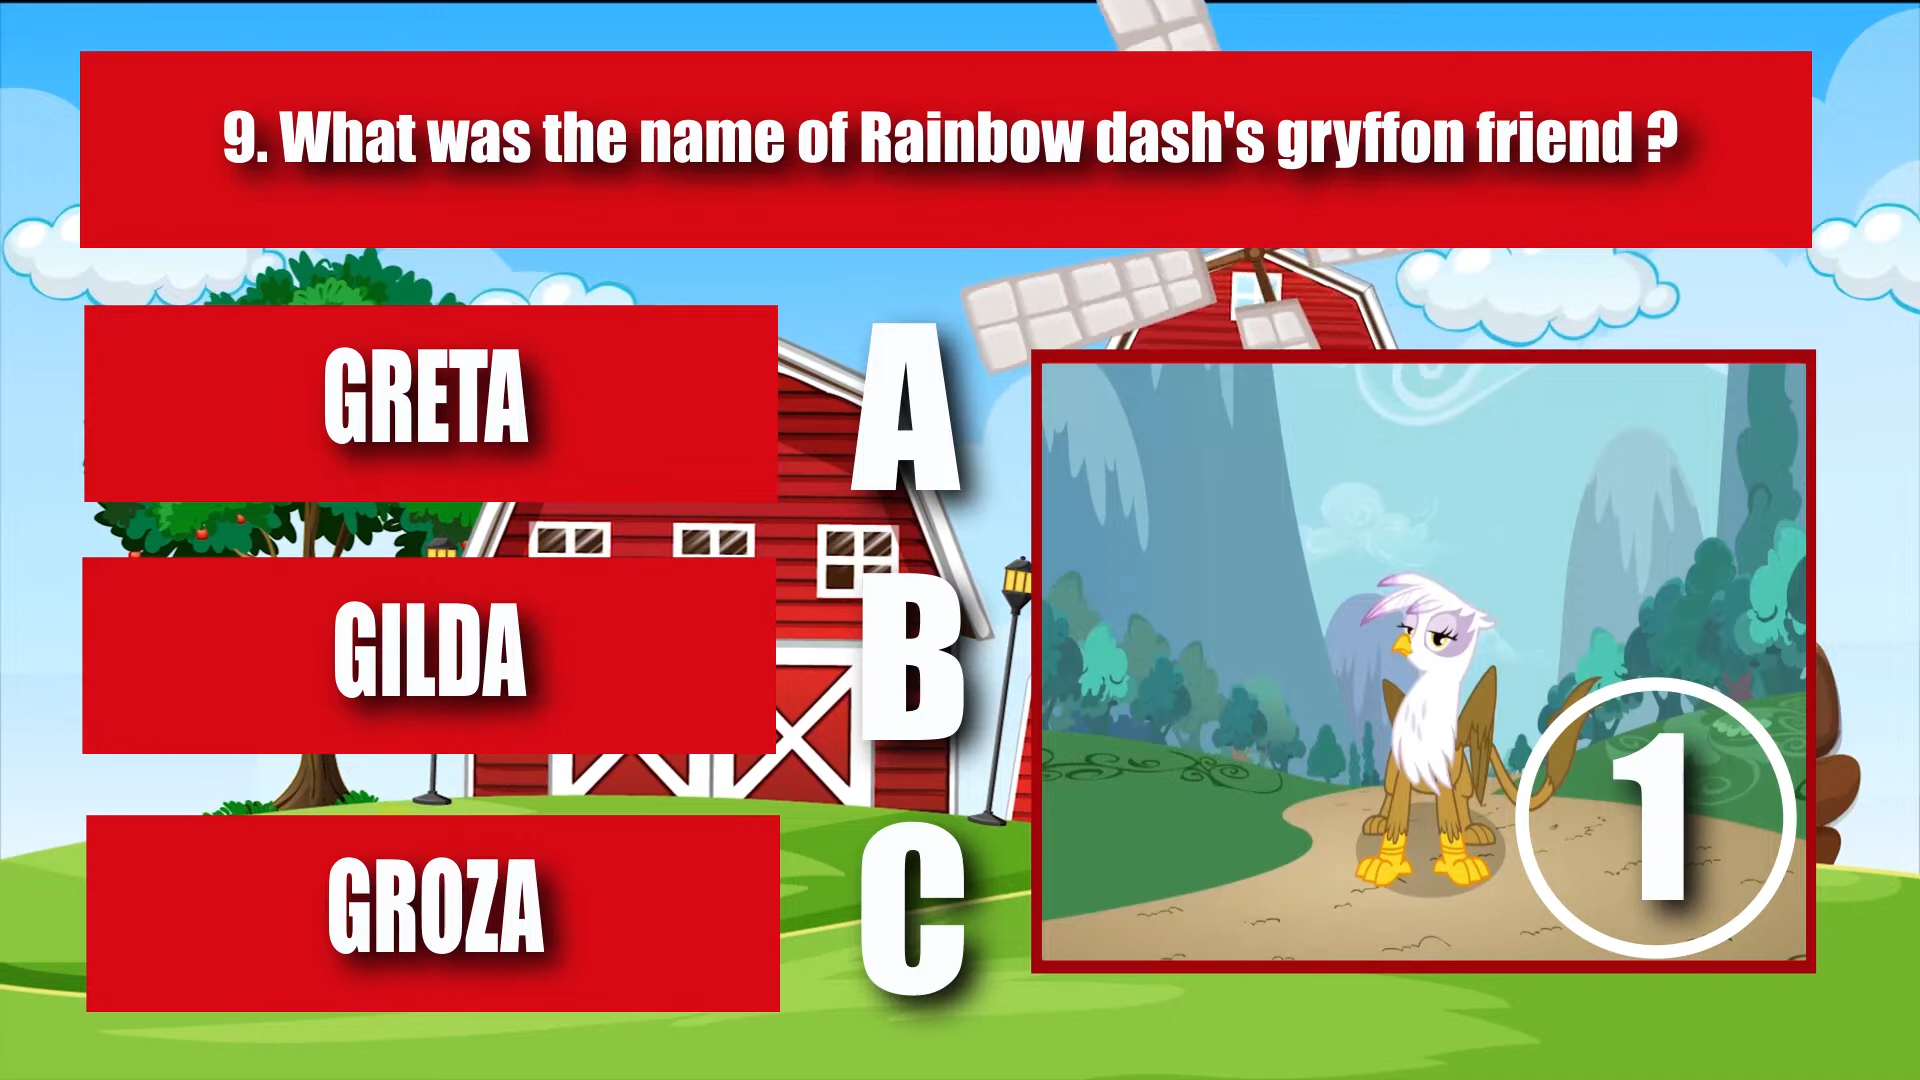 9. What was the name of Rainbow dash's gryffon friend ?
GRETA
A
GILDA
B
GROZA
C
1